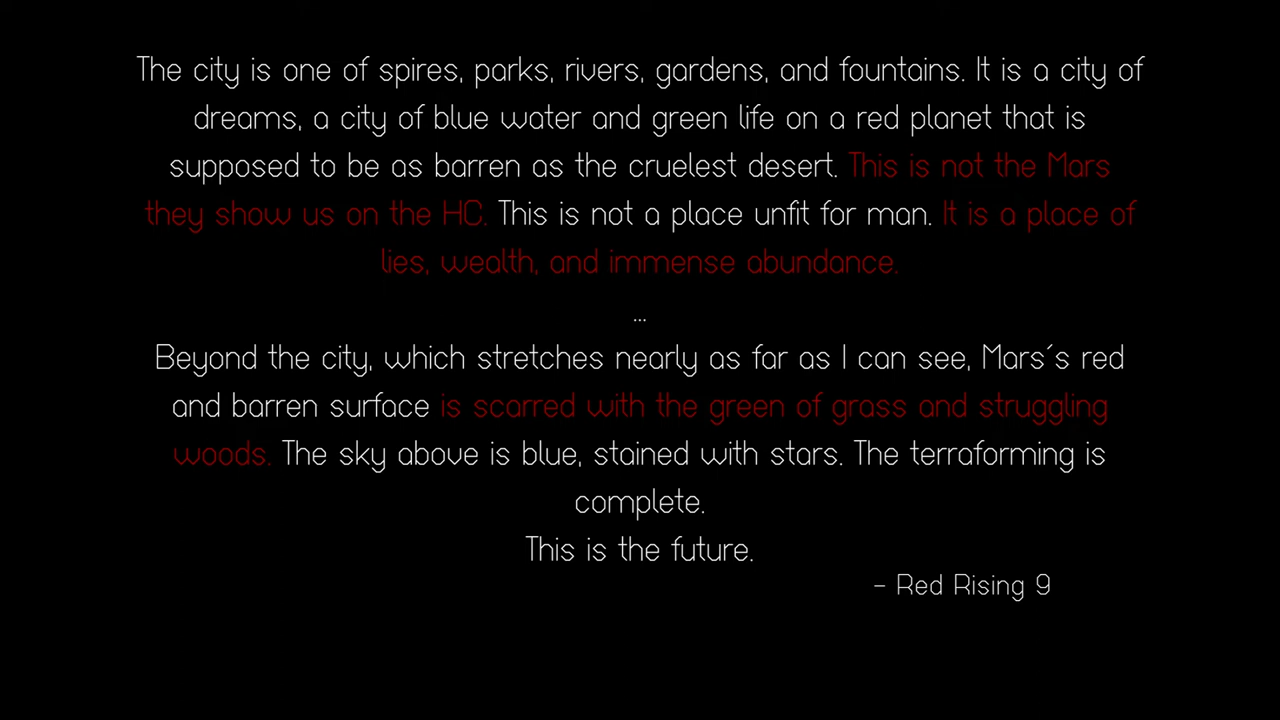 The city is one of spires, parks, rivers, gardens, and fountains. It is a city of
dreams, a city of blue water and green life on a red planet that is
supposed to be as barren as the cruelest desert. This is not the Mars
they show us on the HC. This is not a place unfit for man. It is a place of
lies, wealth, and immense abundance.
...
Beyond the city, which stretches nearly as far as I can see, Mars´s red
and barren surface is scarred with the green of grass and struggling
woods. The sky above is blue, stained with stars. The terraforming is
complete.
This is the future.
- Red Rising 9